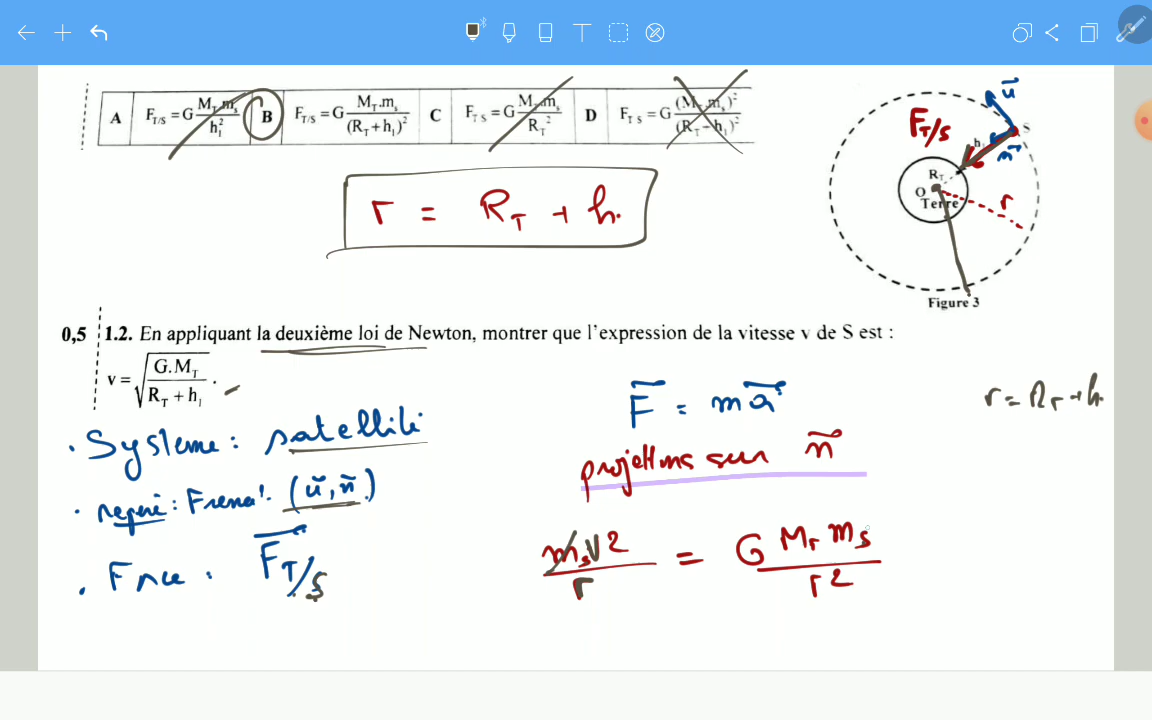 A F_T/S = G M_T.m_s / h_1² B F_T/S = G M_T.m_s / (R_T + h_1)² C F_T/S = G M_T.m_s / R_T² D F_T/S = G (M_T.m_s)² / (R_T − h_1)²
r = R_T + h.
F_T/S
u
S
h
n
R_T
O
Terre
r
Figure 3
0,5 1.2. En appliquant la deuxième loi de Newton, montrer que l'expression de la vitesse v de S est :
v = √(G.M_T / (R_T + h_1)) .
F = m a
r = R_T + h
. Système : satellite
projettons sur n
. repère : Frenet (u, n)
. Force : F_T/S
m_s v² / r = G M_T m_s / r²